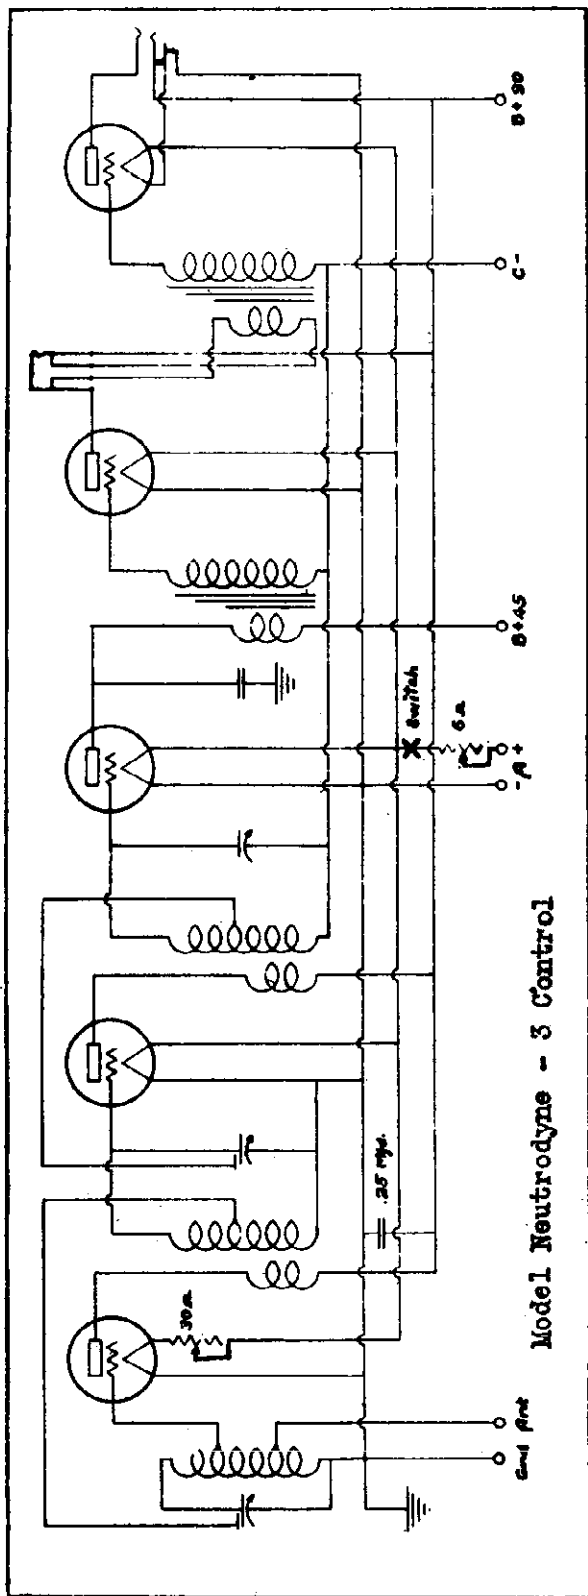 30Ω
.25 Mfd.
Switch
6Ω
Gnd Ant
-A +
B+45
C-
B+90
Model Neutrodyne - 3 Control